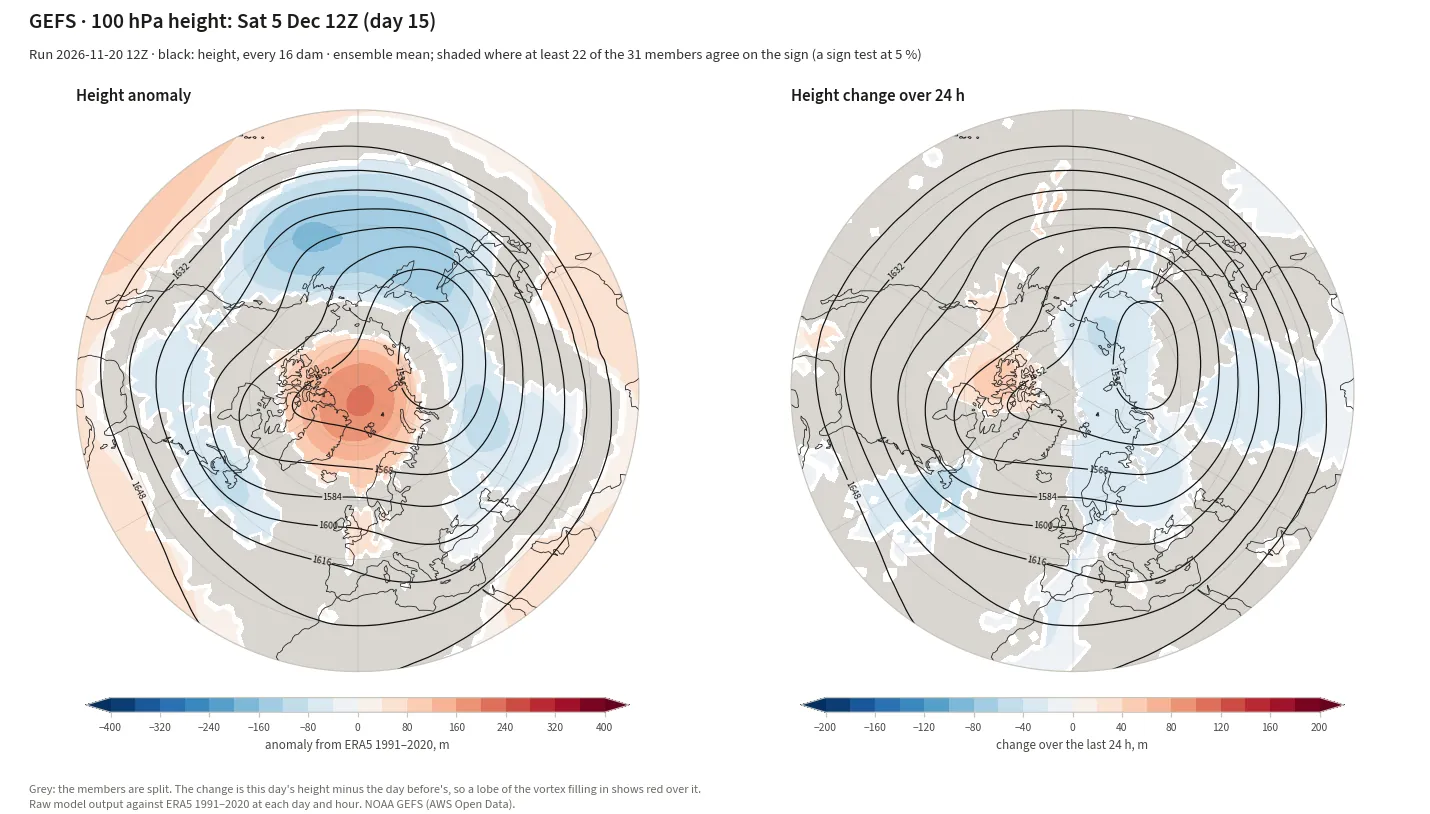 GEFS · 100 hPa height: Sat 5 Dec 12Z (day 15)
Run 2026-11-20 12Z · black: height, every 16 dam · ensemble mean; shaded where at least 22 of the 31 members agree on the sign (a sign test at 5 %)
Height anomaly
Height change over 24 h
1632
1568
1584
1600
1616
1648
1632
1568
1584
1600
1616
1648
−400 −320 −240 −160 −80 0 80 160 240 320 400
anomaly from ERA5 1991–2020, m
−200 −160 −120 −80 −40 0 40 80 120 160 200
change over the last 24 h, m
Grey: the members are split. The change is this day's height minus the day before's, so a lobe of the vortex filling in shows red over it.
Raw model output against ERA5 1991–2020 at each day and hour. NOAA GEFS (AWS Open Data).